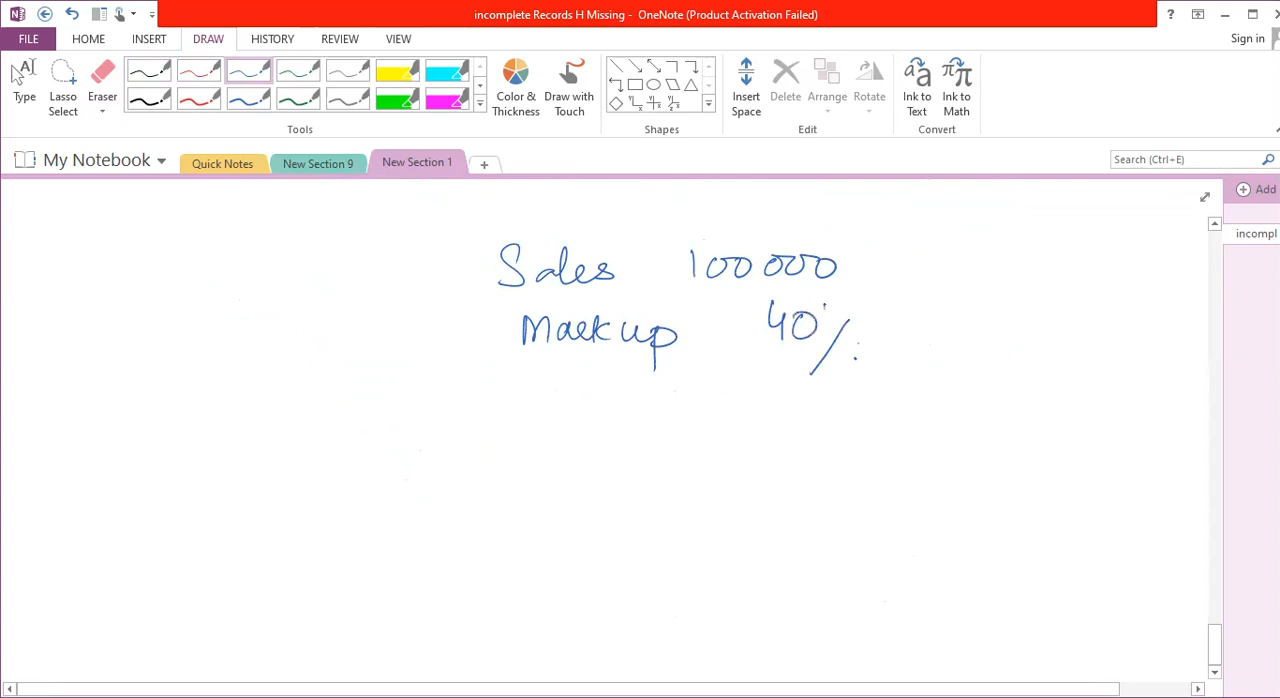 incomplete Records H Missing - OneNote (Product Activation Failed)
?
FILE HOME INSERT DRAW HISTORY REVIEW VIEW
Sign in
Type
Lasso Select
Eraser
Color & Thickness
Draw with Touch
Insert Space
Delete
Arrange
Rotate
Ink to Text
Ink to Math
Tools
Shapes
Edit
Convert
My Notebook
Quick Notes
New Section 9
New Section 1
Search (Ctrl+E)
Add
incompl
Sales 100000
Markup 40%